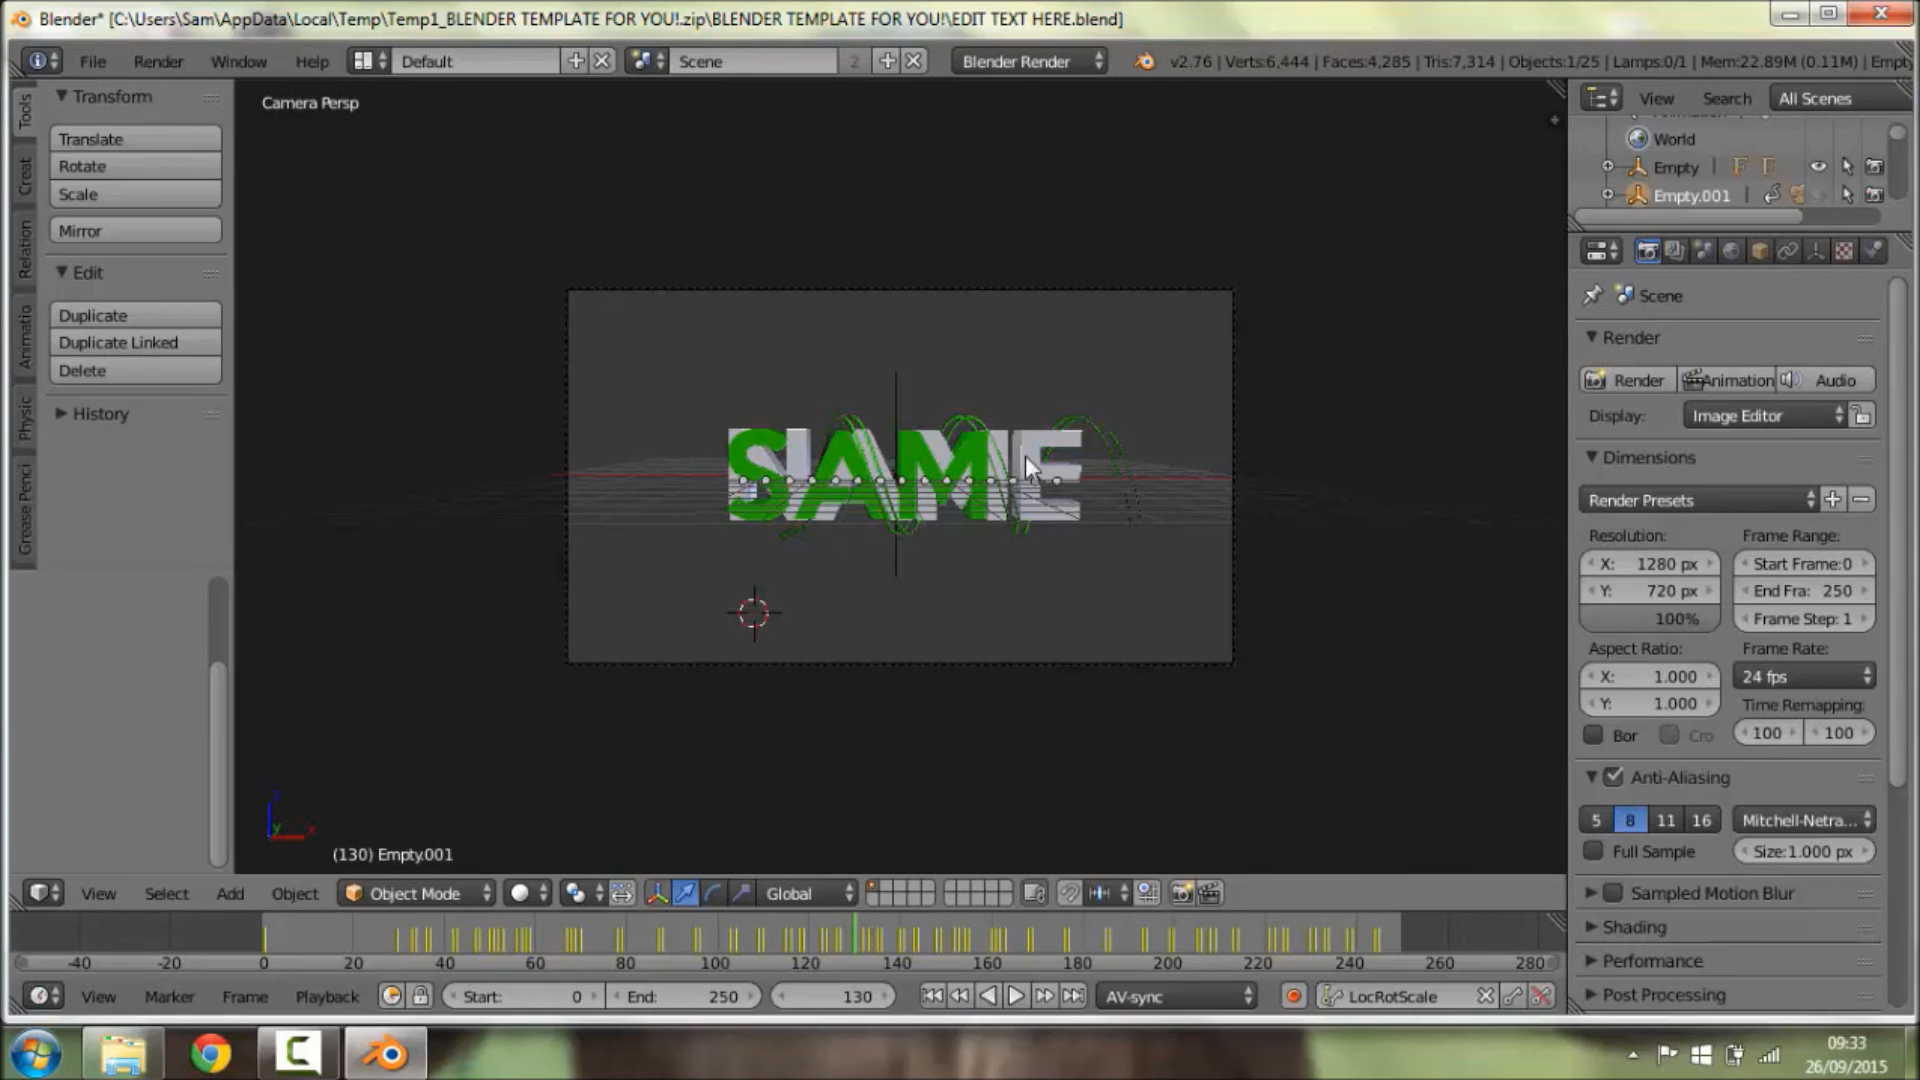 Blender* [C:\Users\Sam\AppData\Local\Temp\Temp1_BLENDER TEMPLATE FOR YOU!.zip\BLENDER TEMPLATE FOR YOU!\EDIT TEXT HERE.blend]
File Render Window Help Default Scene 2 Blender Render v2.76 | Verts:6,444 | Faces:4,285 | Tris:7,314 | Objects:1/25 | Lamps:0/1 | Mem:22.89M (0.11M) | Empty
Tools
Creat
Relation
Animatio
Physic
Grease Penci
Transform
Translate
Rotate
Scale
Mirror
Edit
Duplicate
Duplicate Linked
Delete
History
Camera Persp
SAM
(130) Empty.001
View Search All Scenes
World
Empty
Empty.001
Scene
Render
Render Animation Audio
Display: Image Editor
Dimensions
Render Presets
Resolution: Frame Range:
X: 1280 px Start Frame:0
Y: 720 px End Fra: 250
100% Frame Step: 1
Aspect Ratio: Frame Rate:
X: 1.000 24 fps
Y: 1.000 Time Remapping:
Bor Cro 100 100
Anti-Aliasing
5 8 11 16 Mitchell-Netra...
Full Sample Size:1.000 px
Sampled Motion Blur
Shading
Performance
Post Processing
View Select Add Object Object Mode Global
-40 -20 0 20 40 60 80 100 120 140 160 180 200 220 240 260 280
View Marker Frame Playback Start: 0 End: 250 130 AV-sync LocRotScale
09:33
26/09/2015